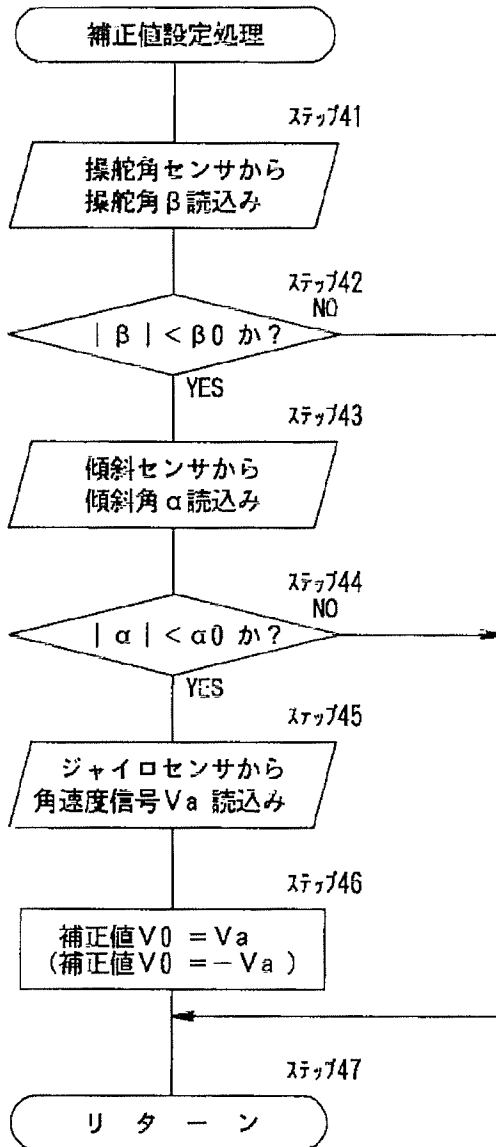 補正値設定処理
ステップ41
操舵角センサから
操舵角β読込み
ステップ42
NO
|β|<β0か?
YES
ステップ43
傾斜センサから
傾斜角α読込み
ステップ44
NO
|α|<α0か?
YES
ステップ45
ジャイロセンサから
角速度信号Va 読込み
ステップ46
補正値V0 =Va
(補正値V0 =-Va )
ステップ47
リターン